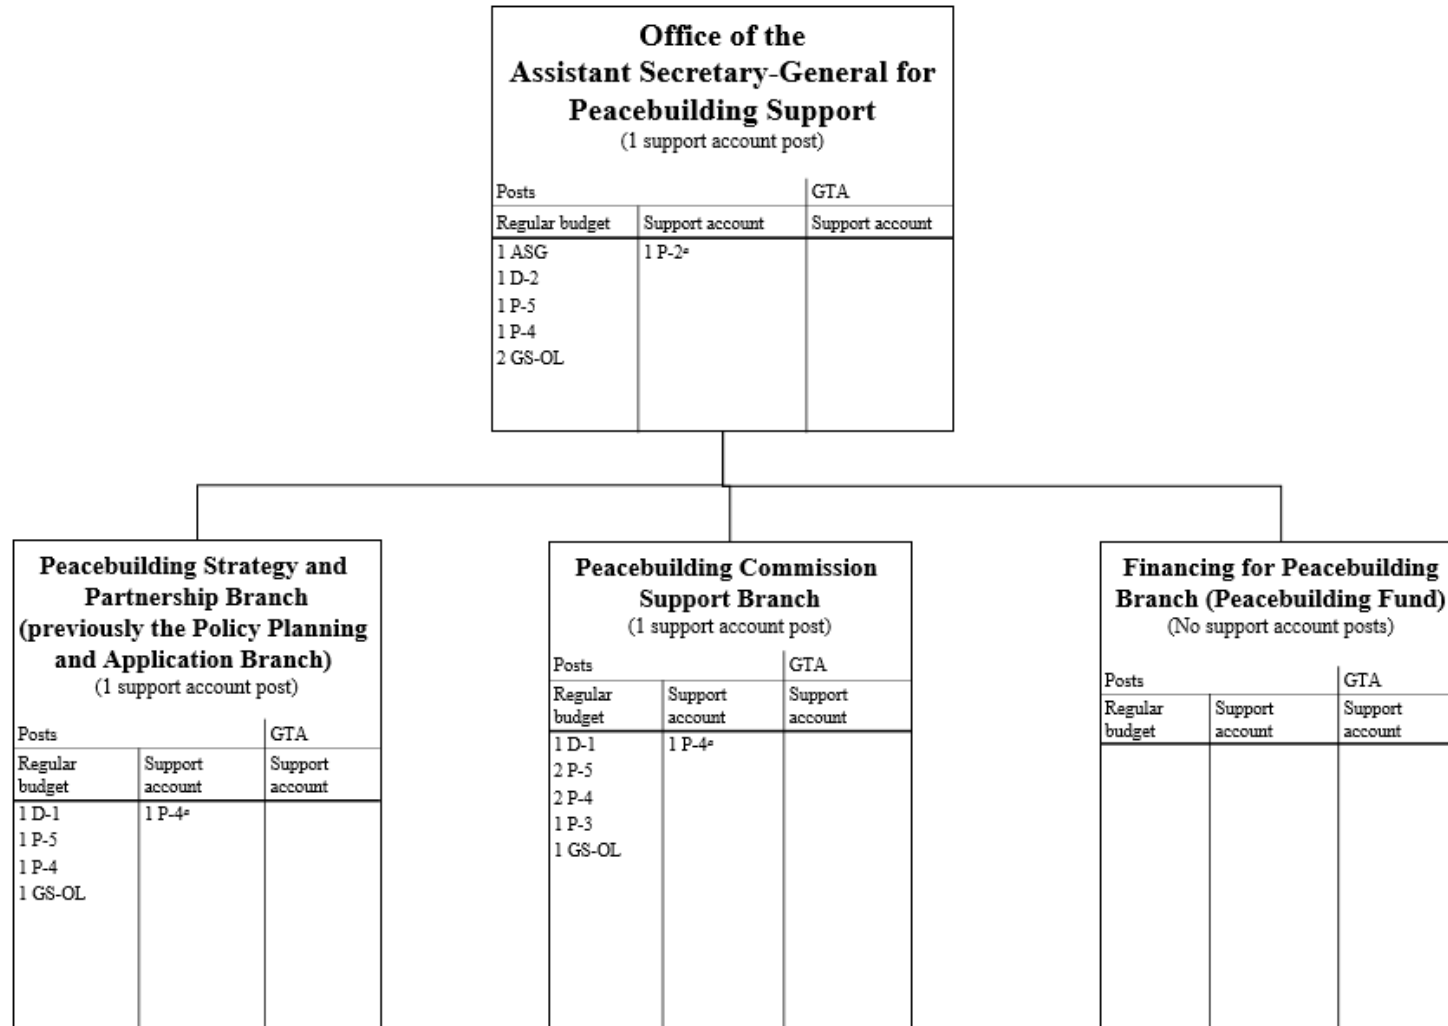 Office of the
Assistant Secretary-General for
Peacebuilding Support
(1 support account post)
Posts GTA
Regular budget Support account Support account
1 ASG 1 P-2ᵉ
1 D-2
1 P-5
1 P-4
2 GS-OL
Peacebuilding Strategy and
Partnership Branch
(previously the Policy Planning
and Application Branch)
(1 support account post)
Posts GTA
Regular Support Support
budget account account
1 D-1 1 P-4ᵉ
1 P-5
1 P-4
1 GS-OL
Peacebuilding Commission
Support Branch
(1 support account post)
Posts GTA
Regular Support Support
budget account account
1 D-1 1 P-4ᵉ
2 P-5
2 P-4
1 P-3
1 GS-OL
Financing for Peacebuilding
Branch (Peacebuilding Fund)
(No support account posts)
Posts GTA
Regular Support Support
budget account account